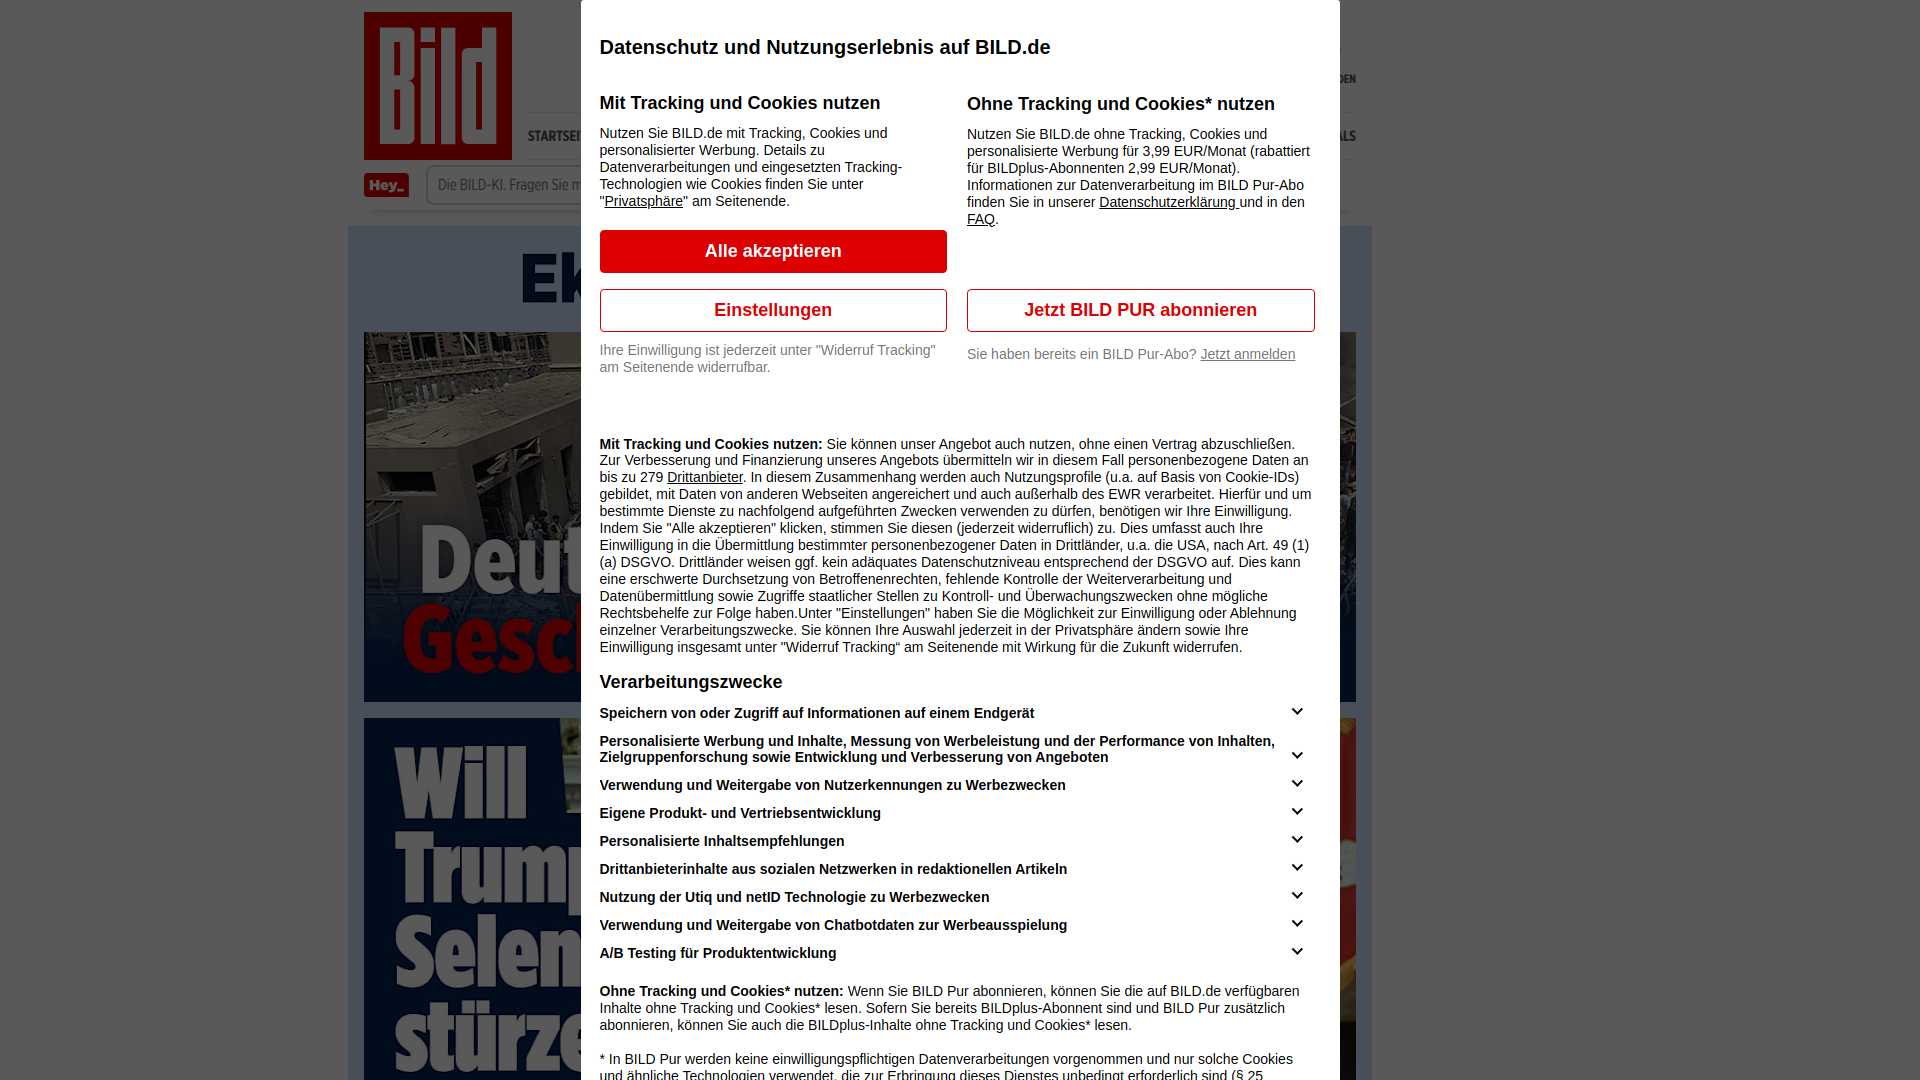 Bild
STARTSEI
Hey_
Die BILD-KI. Fragen Sie m
DEN
ALS
Ek
Deut
Gesch
Will
Trump
Selen
stürze
Datenschutz und Nutzungserlebnis auf BILD.de
Mit Tracking und Cookies nutzen
Nutzen Sie BILD.de mit Tracking, Cookies und
personalisierter Werbung. Details zu
Datenverarbeitungen und eingesetzten Tracking-
Technologien wie Cookies finden Sie unter
"Privatsphäre" am Seitenende.
Alle akzeptieren
Einstellungen
Ihre Einwilligung ist jederzeit unter "Widerruf Tracking"
am Seitenende widerrufbar.
Ohne Tracking und Cookies* nutzen
Nutzen Sie BILD.de ohne Tracking, Cookies und
personalisierte Werbung für 3,99 EUR/Monat (rabattiert
für BILDplus-Abonnenten 2,99 EUR/Monat).
Informationen zur Datenverarbeitung im BILD Pur-Abo
finden Sie in unserer Datenschutzerklärung und in den
FAQ.
Jetzt BILD PUR abonnieren
Sie haben bereits ein BILD Pur-Abo? Jetzt anmelden
Mit Tracking und Cookies nutzen: Sie können unser Angebot auch nutzen, ohne einen Vertrag abzuschließen.
Zur Verbesserung und Finanzierung unseres Angebots übermitteln wir in diesem Fall personenbezogene Daten an
bis zu 279 Drittanbieter. In diesem Zusammenhang werden auch Nutzungsprofile (u.a. auf Basis von Cookie-IDs)
gebildet, mit Daten von anderen Webseiten angereichert und auch außerhalb des EWR verarbeitet. Hierfür und um
bestimmte Dienste zu nachfolgend aufgeführten Zwecken verwenden zu dürfen, benötigen wir Ihre Einwilligung.
Indem Sie "Alle akzeptieren" klicken, stimmen Sie diesen (jederzeit widerruflich) zu. Dies umfasst auch Ihre
Einwilligung in die Übermittlung bestimmter personenbezogener Daten in Drittländer, u.a. die USA, nach Art. 49 (1)
(a) DSGVO. Drittländer weisen ggf. kein adäquates Datenschutzniveau entsprechend der DSGVO auf. Dies kann
eine erschwerte Durchsetzung von Betroffenenrechten, fehlende Kontrolle der Weiterverarbeitung und
Datenübermittlung sowie Zugriffe staatlicher Stellen zu Kontroll- und Überwachungszwecken ohne mögliche
Rechtsbehelfe zur Folge haben.Unter "Einstellungen" haben Sie die Möglichkeit zur Einwilligung oder Ablehnung
einzelner Verarbeitungszwecke. Sie können Ihre Auswahl jederzeit in der Privatsphäre ändern sowie Ihre
Einwilligung insgesamt unter "Widerruf Tracking“ am Seitenende mit Wirkung für die Zukunft widerrufen.
Verarbeitungszwecke
Speichern von oder Zugriff auf Informationen auf einem Endgerät
Personalisierte Werbung und Inhalte, Messung von Werbeleistung und der Performance von Inhalten,
Zielgruppenforschung sowie Entwicklung und Verbesserung von Angeboten
Verwendung und Weitergabe von Nutzerkennungen zu Werbezwecken
Eigene Produkt- und Vertriebsentwicklung
Personalisierte Inhaltsempfehlungen
Drittanbieterinhalte aus sozialen Netzwerken in redaktionellen Artikeln
Nutzung der Utiq und netID Technologie zu Werbezwecken
Verwendung und Weitergabe von Chatbotdaten zur Werbeausspielung
A/B Testing für Produktentwicklung
Ohne Tracking und Cookies* nutzen: Wenn Sie BILD Pur abonnieren, können Sie die auf BILD.de verfügbaren
Inhalte ohne Tracking und Cookies* lesen. Sofern Sie bereits BILDplus-Abonnent sind und BILD Pur zusätzlich
abonnieren, können Sie auch die BILDplus-Inhalte ohne Tracking und Cookies* lesen.
* In BILD Pur werden keine einwilligungspflichtigen Datenverarbeitungen vorgenommen und nur solche Cookies
und ähnliche Technologien verwendet, die zur Erbringung dieses Dienstes unbedingt erforderlich sind (§ 25